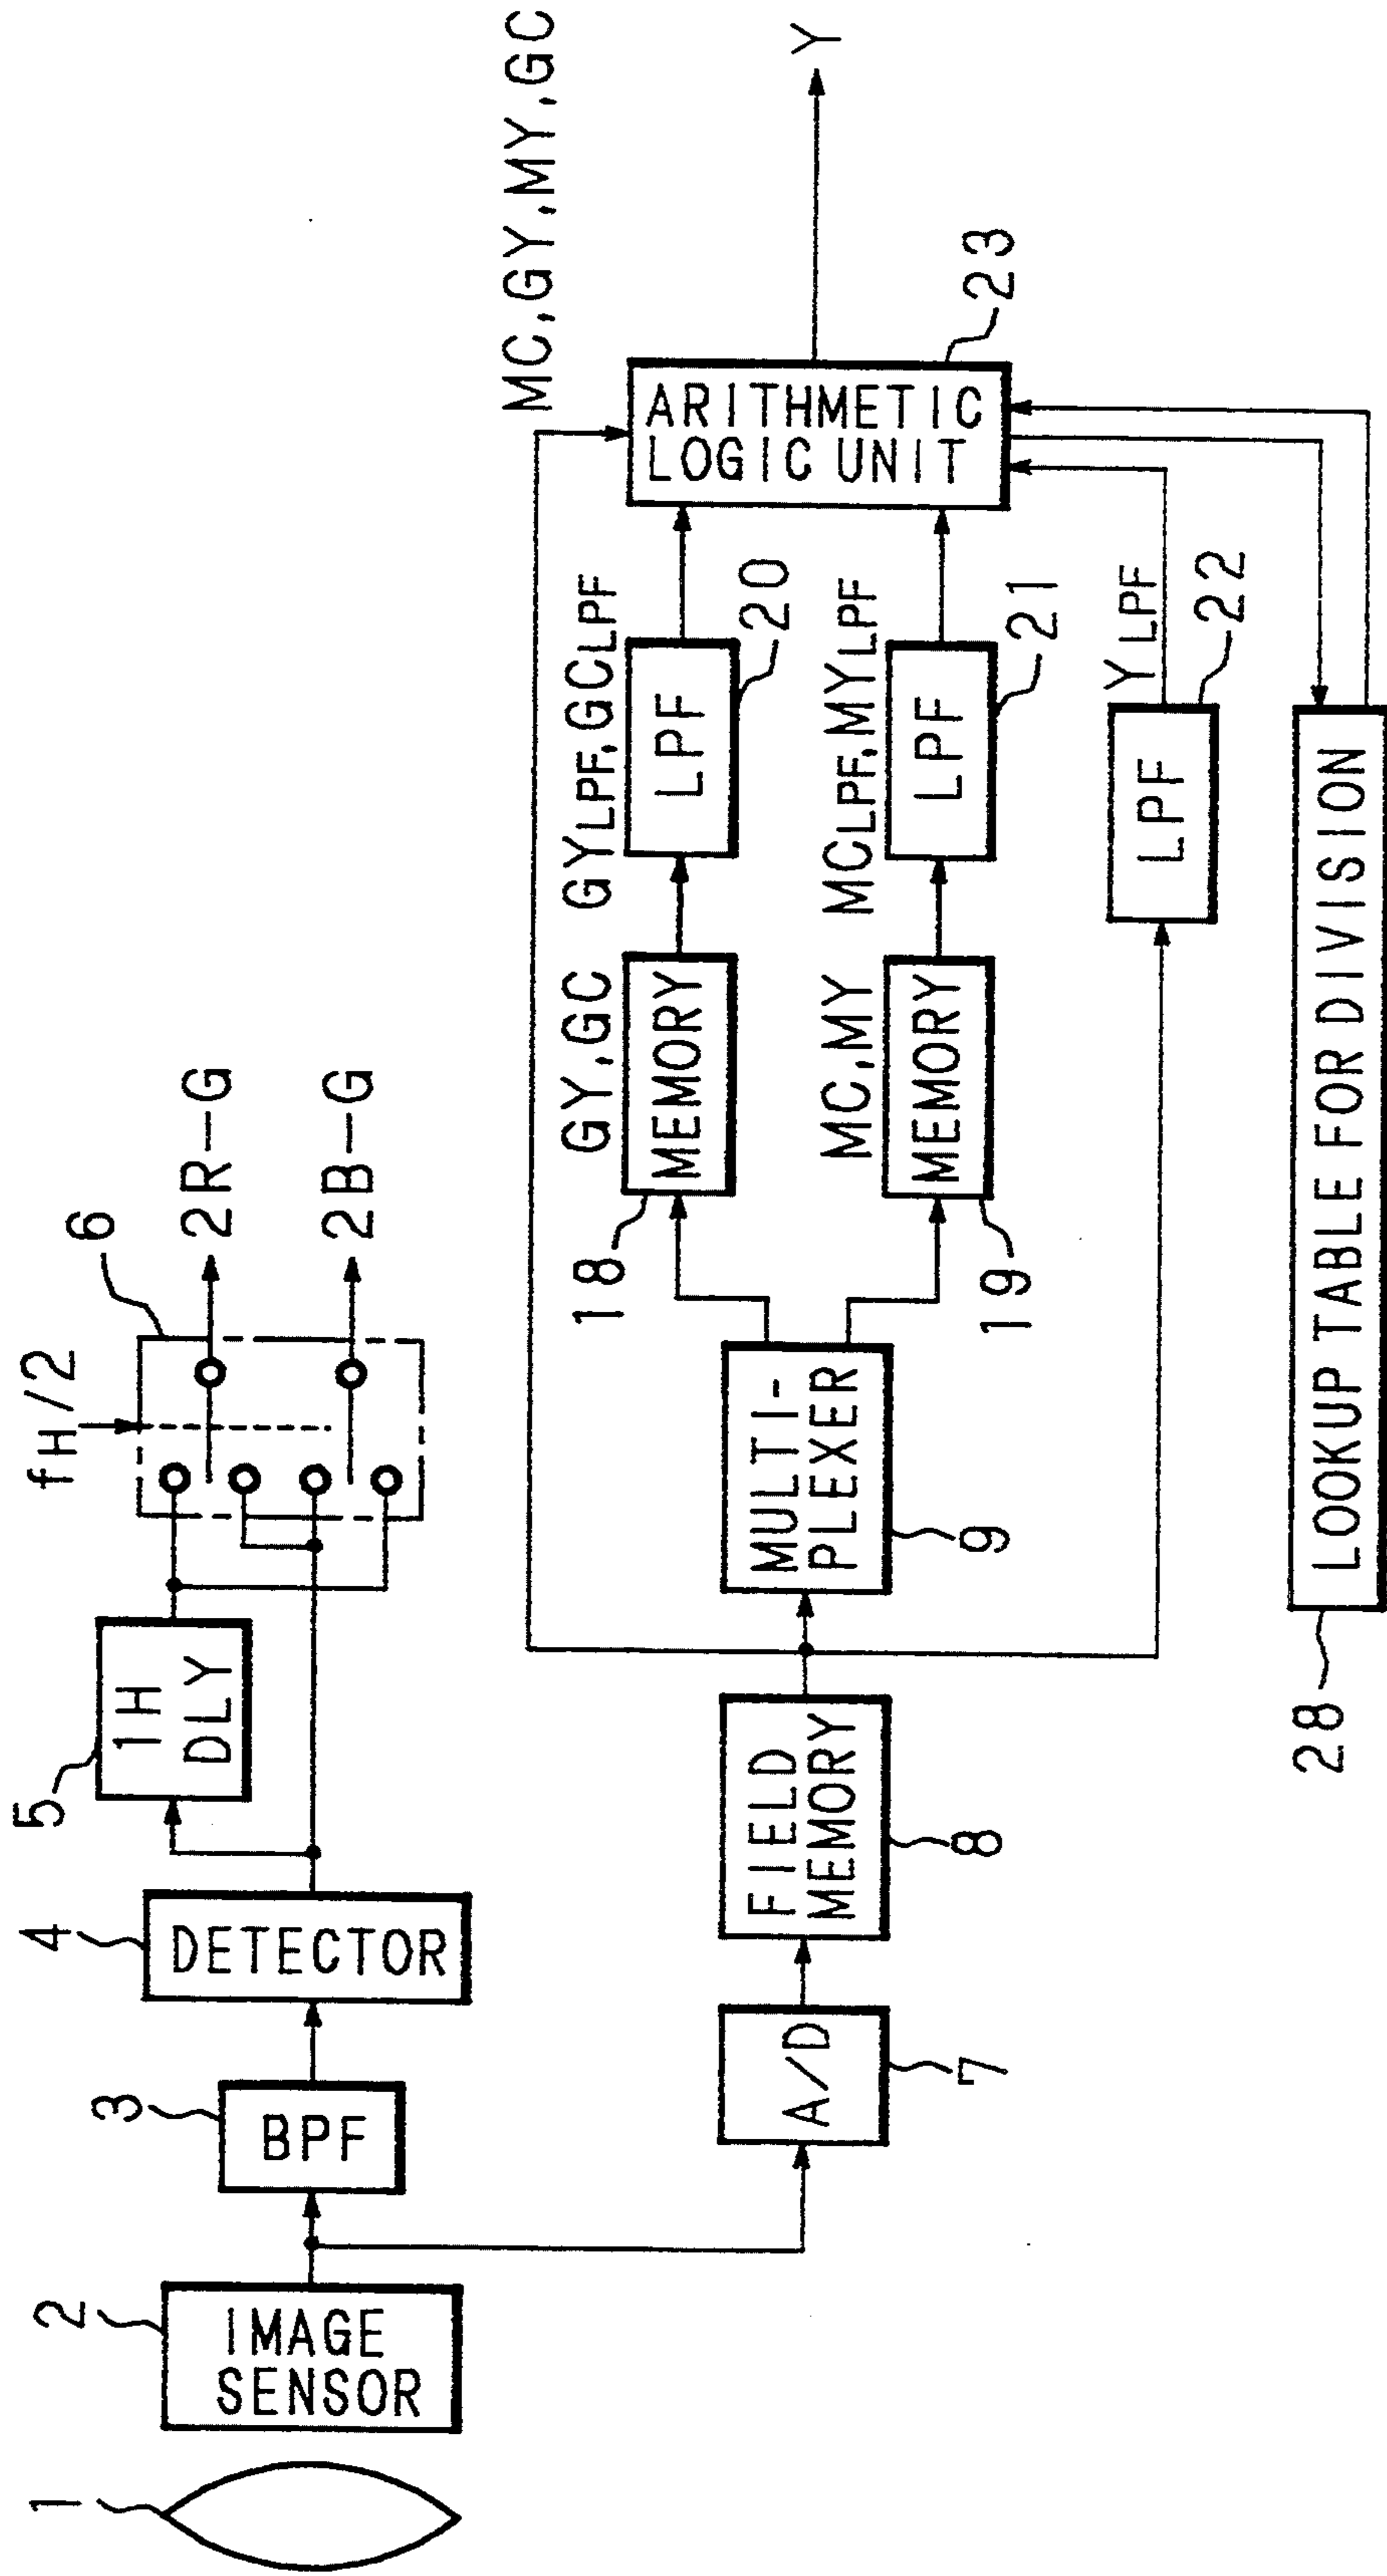 1
2
IMAGE
SENSOR
3
BPF
4
DETECTOR
5
1H
DLY
fH/2
6
2R-G
2B-G
A/D
7
FIELD
MEMORY
8
MULTI-
PLEXER
9
MC,GY,MY,GC
GY,GC
MEMORY
18
GYLPF,GCLPF
LPF
20
MC,MY
MEMORY
19
MCLPF,MYLPF
LPF
21
YLPF
LPF
22
ARITHMETIC
LOGIC UNIT
23
Y
LOOKUP TABLE FOR DIVISION
28